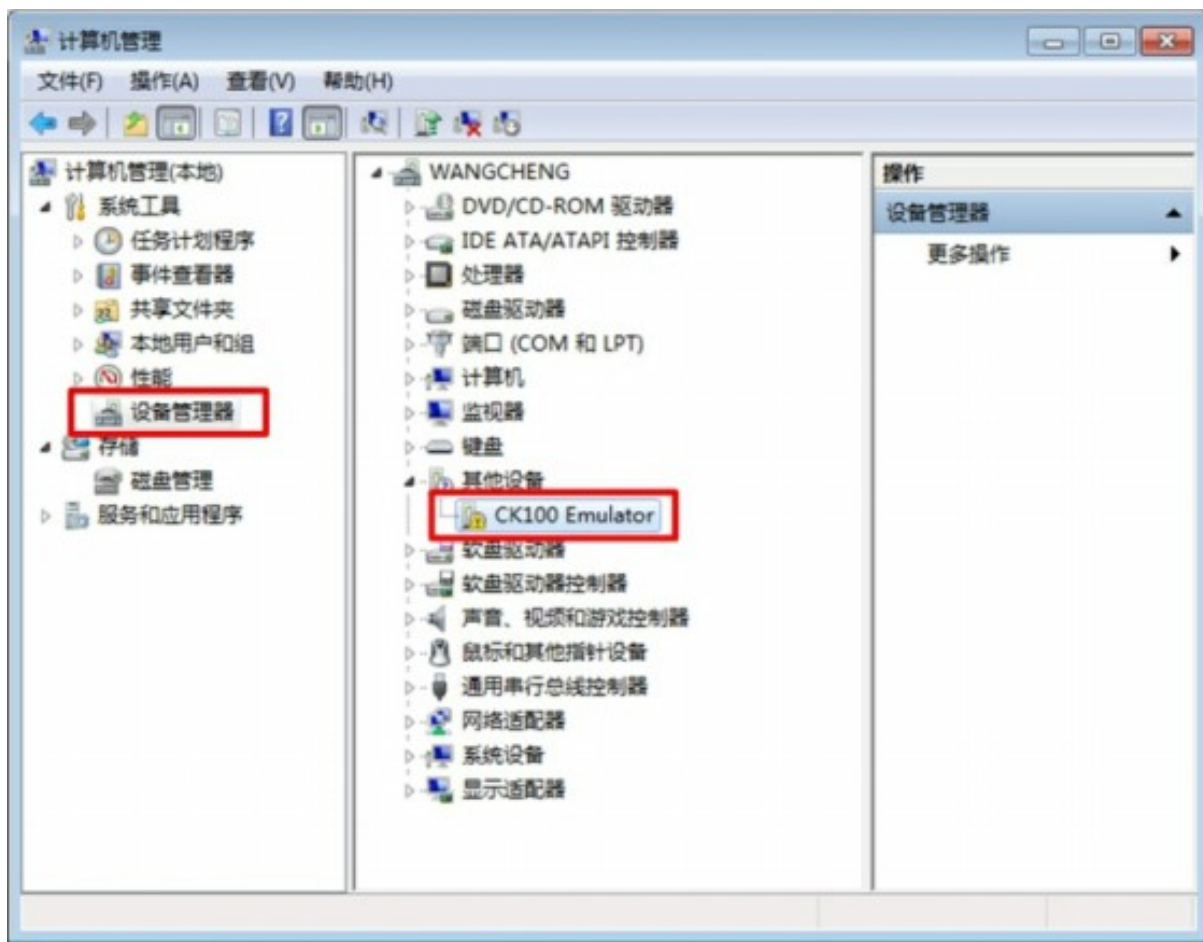 计算机管理
文件(F) 操作(A) 查看(V) 帮助(H)
计算机管理(本地)
系统工具
任务计划程序
事件查看器
共享文件夹
本地用户和组
性能
设备管理器
存储
磁盘管理
服务和应用程序
WANGCHENG
DVD/CD-ROM 驱动器
IDE ATA/ATAPI 控制器
处理器
磁盘驱动器
端口 (COM 和 LPT)
计算机
监视器
键盘
其他设备
CK100 Emulator
软盘驱动器
软盘驱动器控制器
声音、视频和游戏控制器
鼠标和其他指针设备
通用串行总线控制器
网络适配器
系统设备
显示适配器
操作
设备管理器
更多操作